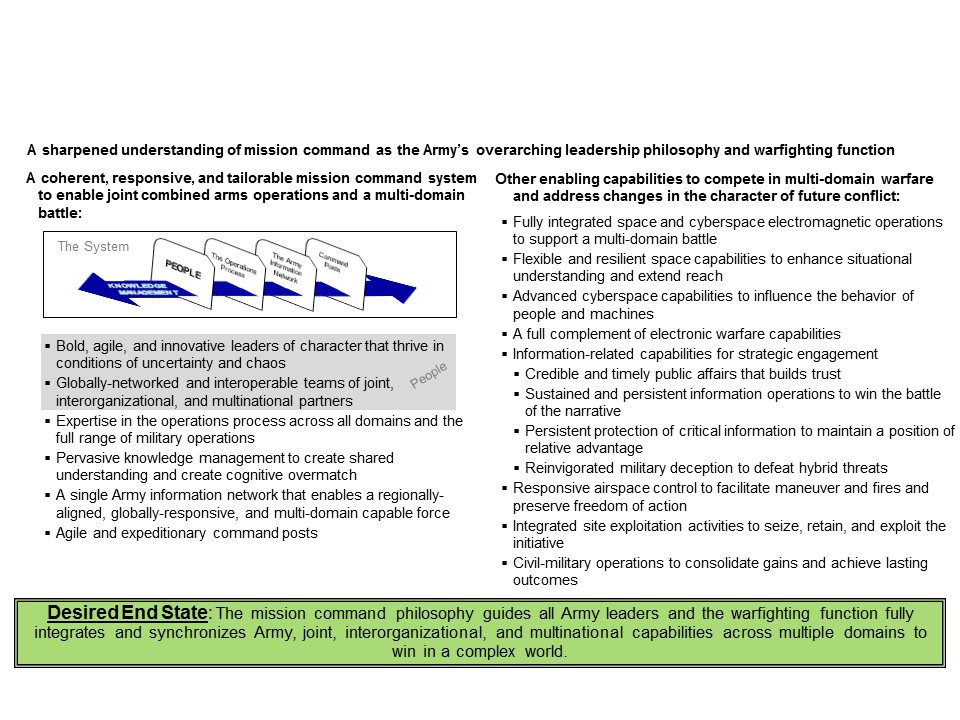 A sharpened understanding of mission command as the Army's overarching leadership philosophy and warfighting function
A coherent, responsive, and tailorable mission command system
to enable joint combined arms operations and a multi-domain
battle:
The System
PEOPLE
The Operations
Process
The Army
Information
Network
Command
Posts
KNOWLEDGE
MANAGEMENT
▪ Bold, agile, and innovative leaders of character that thrive in
conditions of uncertainty and chaos
▪ Globally-networked and interoperable teams of joint,
interorganizational, and multinational partners
People
▪ Expertise in the operations process across all domains and the
full range of military operations
▪ Pervasive knowledge management to create shared
understanding and create cognitive overmatch
▪ A single Army information network that enables a regionally-
aligned, globally-responsive, and multi-domain capable force
▪ Agile and expeditionary command posts
Other enabling capabilities to compete in multi-domain warfare
and address changes in the character of future conflict:
▪ Fully integrated space and cyberspace electromagnetic operations
to support a multi-domain battle
▪ Flexible and resilient space capabilities to enhance situational
understanding and extend reach
▪ Advanced cyberspace capabilities to influence the behavior of
people and machines
▪ A full complement of electronic warfare capabilities
▪ Information-related capabilities for strategic engagement
▪ Credible and timely public affairs that builds trust
▪ Sustained and persistent information operations to win the battle
of the narrative
▪ Persistent protection of critical information to maintain a position of
relative advantage
▪ Reinvigorated military deception to defeat hybrid threats
▪ Responsive airspace control to facilitate maneuver and fires and
preserve freedom of action
▪ Integrated site exploitation activities to seize, retain, and exploit the
initiative
▪ Civil-military operations to consolidate gains and achieve lasting
outcomes
Desired End State: The mission command philosophy guides all Army leaders and the warfighting function fully
integrates and synchronizes Army, joint, interorganizational, and multinational capabilities across multiple domains to
win in a complex world.